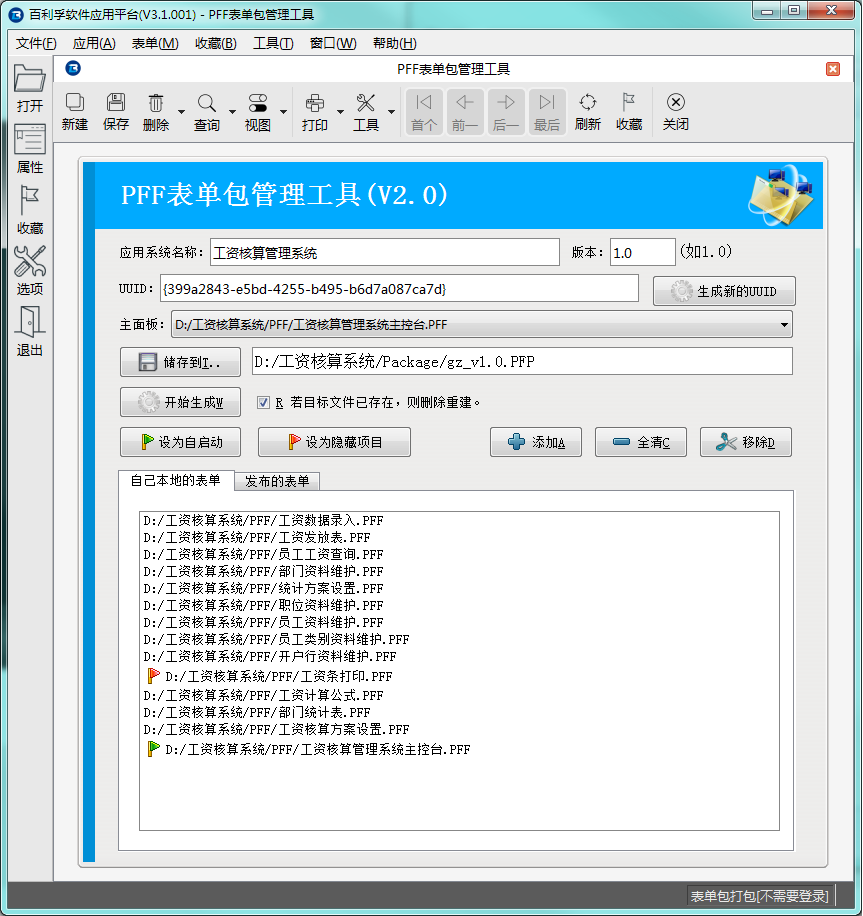 百利孚软件应用平台(V3.1.001) - PFF表单包管理工具
文件(F) 应用(A) 表单(M) 收藏(B) 工具(T) 窗口(W) 帮助(H)
PFF表单包管理工具
打开
属性
收藏
选项
退出
新建 保存 删除 查询 视图 打印 工具 首个 前一 后一 最后 刷新 收藏 关闭
PFF表单包管理工具(V2.0)
应用系统名称: 工资核算管理系统 版本: 1.0 (如1.0)
UUID: {399a2843-e5bd-4255-b495-b6d7a087ca7d} 生成新的UUID
主面板: D:/工资核算系统/PFF/工资核算管理系统主控台.PFF
储存到I.. D:/工资核算系统/Package/gz_v1.0.PFP
开始生成W R 若目标文件已存在，则删除重建。
设为自启动 设为隐藏项目 添加A 全清C 移除D
自己本地的表单 发布的表单
D:/工资核算系统/PFF/工资数据录入.PFF
D:/工资核算系统/PFF/工资发放表.PFF
D:/工资核算系统/PFF/员工工资查询.PFF
D:/工资核算系统/PFF/部门资料维护.PFF
D:/工资核算系统/PFF/统计方案设置.PFF
D:/工资核算系统/PFF/职位资料维护.PFF
D:/工资核算系统/PFF/员工资料维护.PFF
D:/工资核算系统/PFF/员工类别资料维护.PFF
D:/工资核算系统/PFF/开户行资料维护.PFF
D:/工资核算系统/PFF/工资条打印.PFF
D:/工资核算系统/PFF/工资计算公式.PFF
D:/工资核算系统/PFF/部门统计表.PFF
D:/工资核算系统/PFF/工资核算方案设置.PFF
D:/工资核算系统/PFF/工资核算管理系统主控台.PFF
表单包打包[不需要登录]